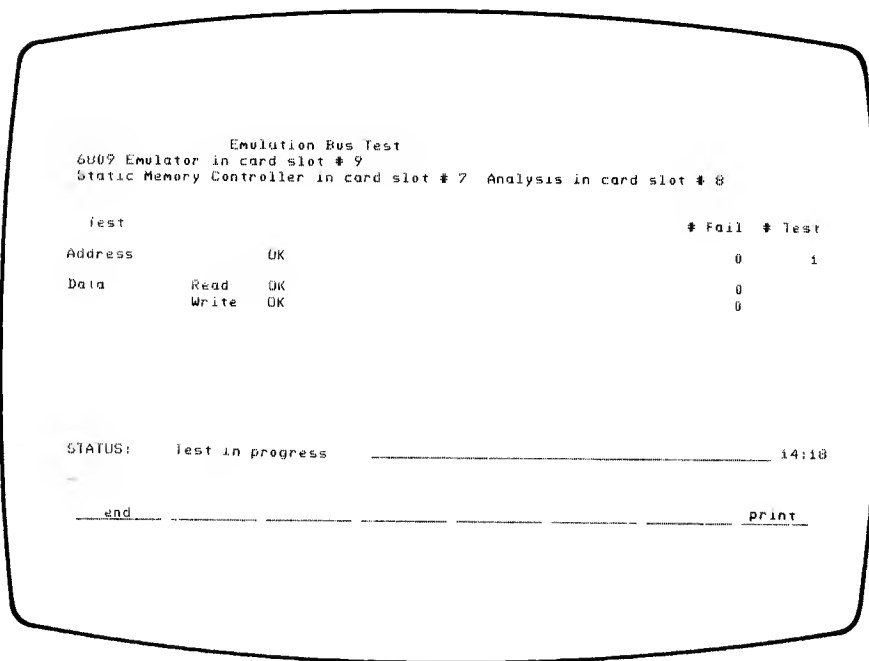 Emulation Bus Test
6809 Emulator in card slot # 9
Static Memory Controller in card slot # 7 Analysis in card slot # 8
Test # Fail # Test
Address OK 0 1
Data Read OK 0
Write OK 0
STATUS: Test in progress 14:18
end print